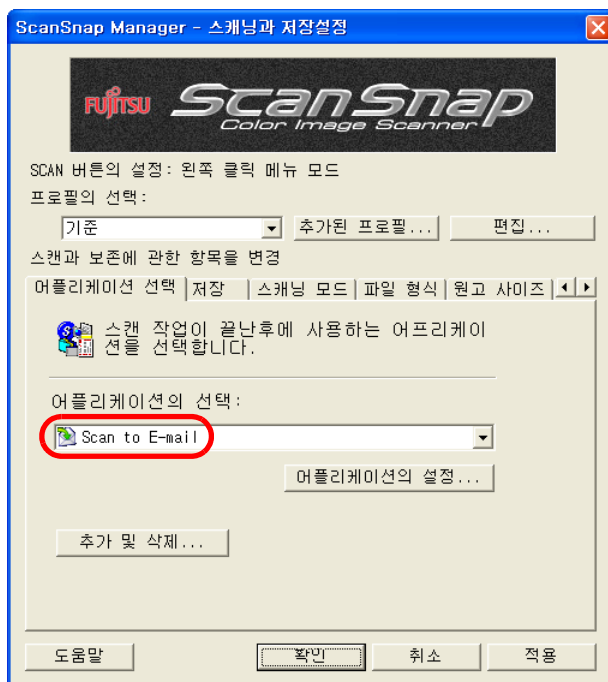 ScanSnap Manager - 스캐닝과 저장설정
FUJITSU ScanSnap
Color Image Scanner
SCAN 버튼의 설정: 왼쪽 클릭 메뉴 모드
프로필의 선택:
기준 추가된 프로필... 편집...
스캔과 보존에 관한 항목을 변경
어플리케이션 선택 저장 스캐닝 모드 파일 형식 원고 사이즈
스캔 작업이 끝난후에 사용하는 어프리케이
션을 선택합니다.
어플리케이션의 선택:
Scan to E-mail
어플리케이션의 설정...
추가 및 삭제...
도움말 확인 취소 적용